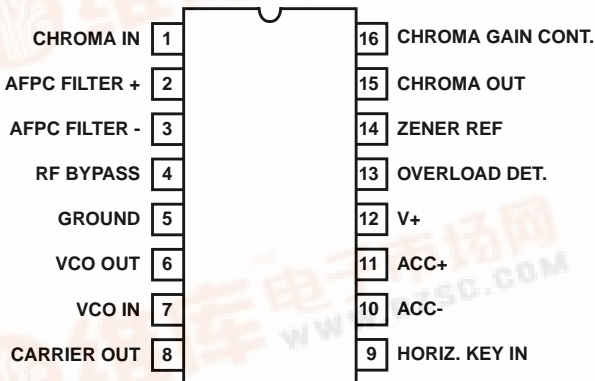 CHROMA IN 1 16 CHROMA GAIN CONT.
AFPC FILTER + 2 15 CHROMA OUT
AFPC FILTER - 3 14 ZENER REF
RF BYPASS 4 13 OVERLOAD DET.
GROUND 5 12 V+
VCO OUT 6 11 ACC+
VCO IN 7 10 ACC-
CARRIER OUT 8 9 HORIZ. KEY IN